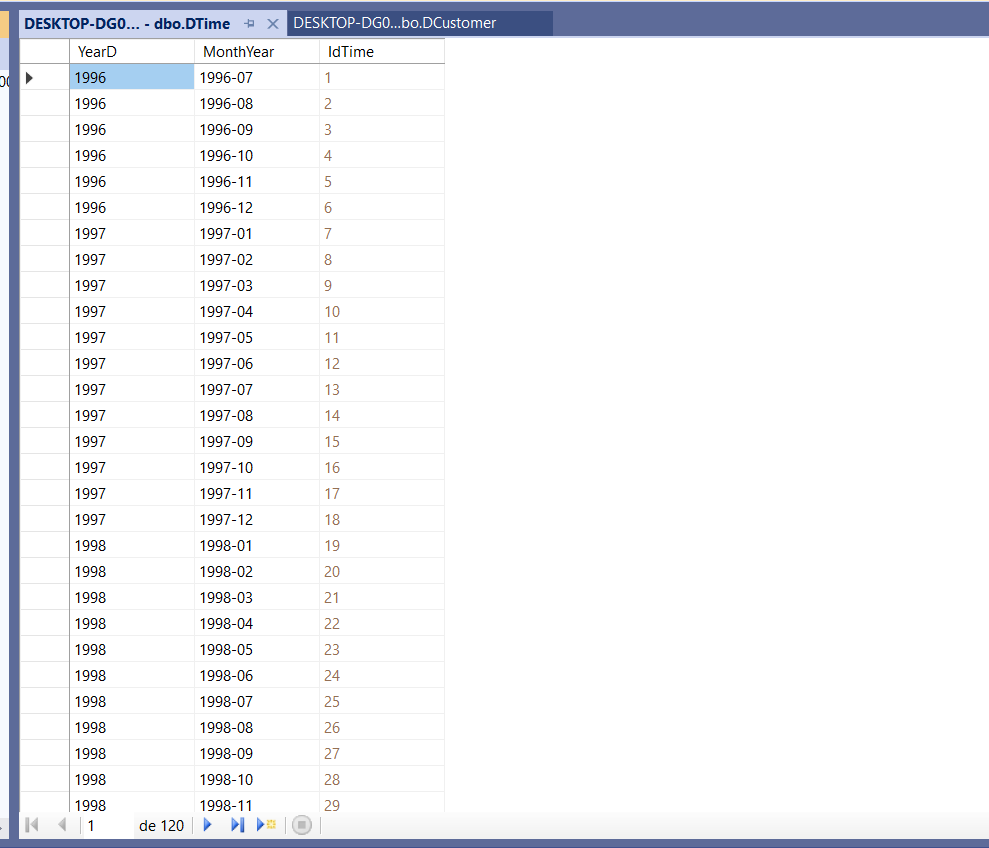 DESKTOP-DG0... - dbo.DTime DESKTOP-DG0...bo.DCustomer
YearD MonthYear IdTime
1996 1996-07 1
1996 1996-08 2
1996 1996-09 3
1996 1996-10 4
1996 1996-11 5
1996 1996-12 6
1997 1997-01 7
1997 1997-02 8
1997 1997-03 9
1997 1997-04 10
1997 1997-05 11
1997 1997-06 12
1997 1997-07 13
1997 1997-08 14
1997 1997-09 15
1997 1997-10 16
1997 1997-11 17
1997 1997-12 18
1998 1998-01 19
1998 1998-02 20
1998 1998-03 21
1998 1998-04 22
1998 1998-05 23
1998 1998-06 24
1998 1998-07 25
1998 1998-08 26
1998 1998-09 27
1998 1998-10 28
1998 1998-11 29
1 de 120